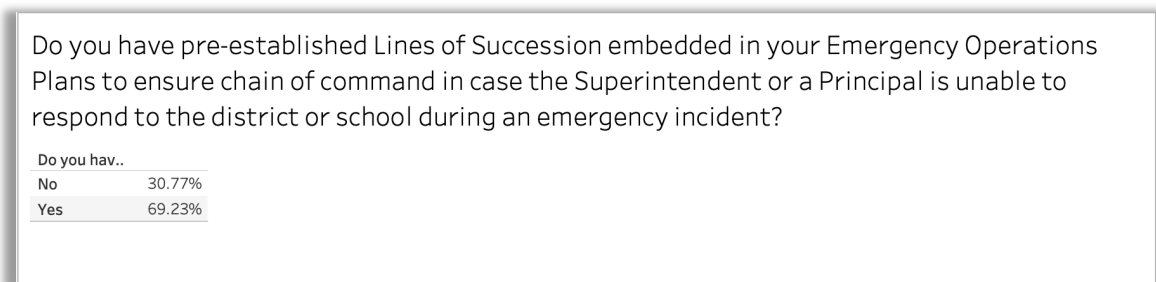 Do you have pre-established Lines of Succession embedded in your Emergency Operations
Plans to ensure chain of command in case the Superintendent or a Principal is unable to
respond to the district or school during an emergency incident?
Do you hav..
No 30.77%
Yes 69.23%